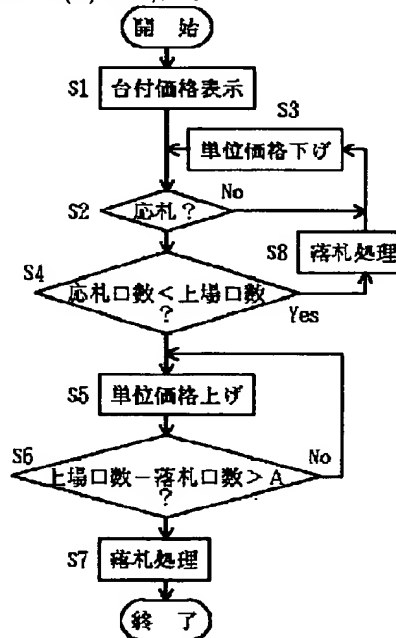 開 始
S1 台付価格表示
S3
単位価格下げ
No
S2 応札？
S8 落札処理
S4
応札口数＜上場口数
？
Yes
S5 単位価格上げ
S6
上場口数－落札口数＞A
？
No
S7 落札処理
終 了